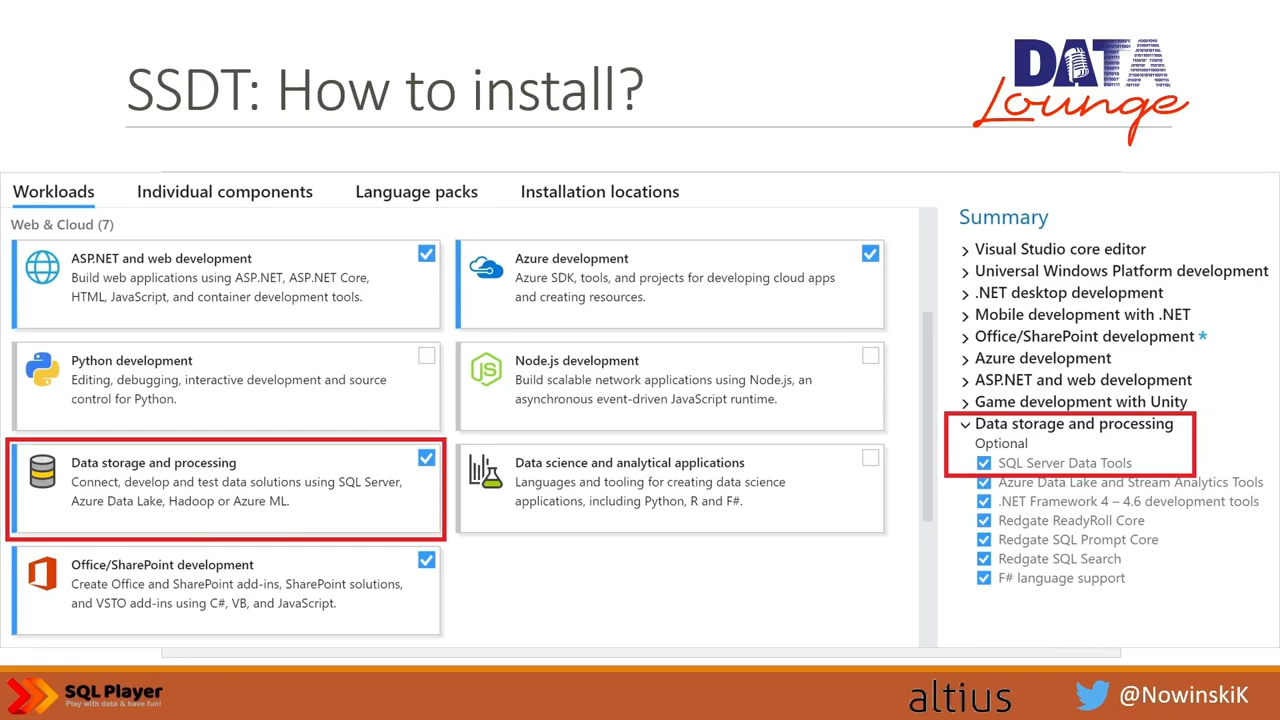 SSDT: How to install?
DATA
Lounge
Workloads
Individual components
Language packs
Installation locations
Web & Cloud (7)
ASP.NET and web development
Build web applications using ASP.NET, ASP.NET Core,
HTML, JavaScript, and container development tools.
Azure development
Azure SDK, tools, and projects for developing cloud apps
and creating resources.
Python development
Editing, debugging, interactive development and source
control for Python.
Node.js development
Build scalable network applications using Node.js, an
asynchronous event-driven JavaScript runtime.
Data storage and processing
Connect, develop and test data solutions using SQL Server,
Azure Data Lake, Hadoop or Azure ML.
Data science and analytical applications
Languages and tooling for creating data science
applications, including Python, R and F#.
Office/SharePoint development
Create Office and SharePoint add-ins, SharePoint solutions,
and VSTO add-ins using C#, VB, and JavaScript.
Summary
Visual Studio core editor
Universal Windows Platform development
.NET desktop development
Mobile development with .NET
Office/SharePoint development *
Azure development
ASP.NET and web development
Game development with Unity
Data storage and processing
Optional
SQL Server Data Tools
Azure Data Lake and Stream Analytics Tools
.NET Framework 4 – 4.6 development tools
Redgate ReadyRoll Core
Redgate SQL Prompt Core
Redgate SQL Search
F# language support
SQL Player
Play with data & have fun!
altius
@NowinskiK